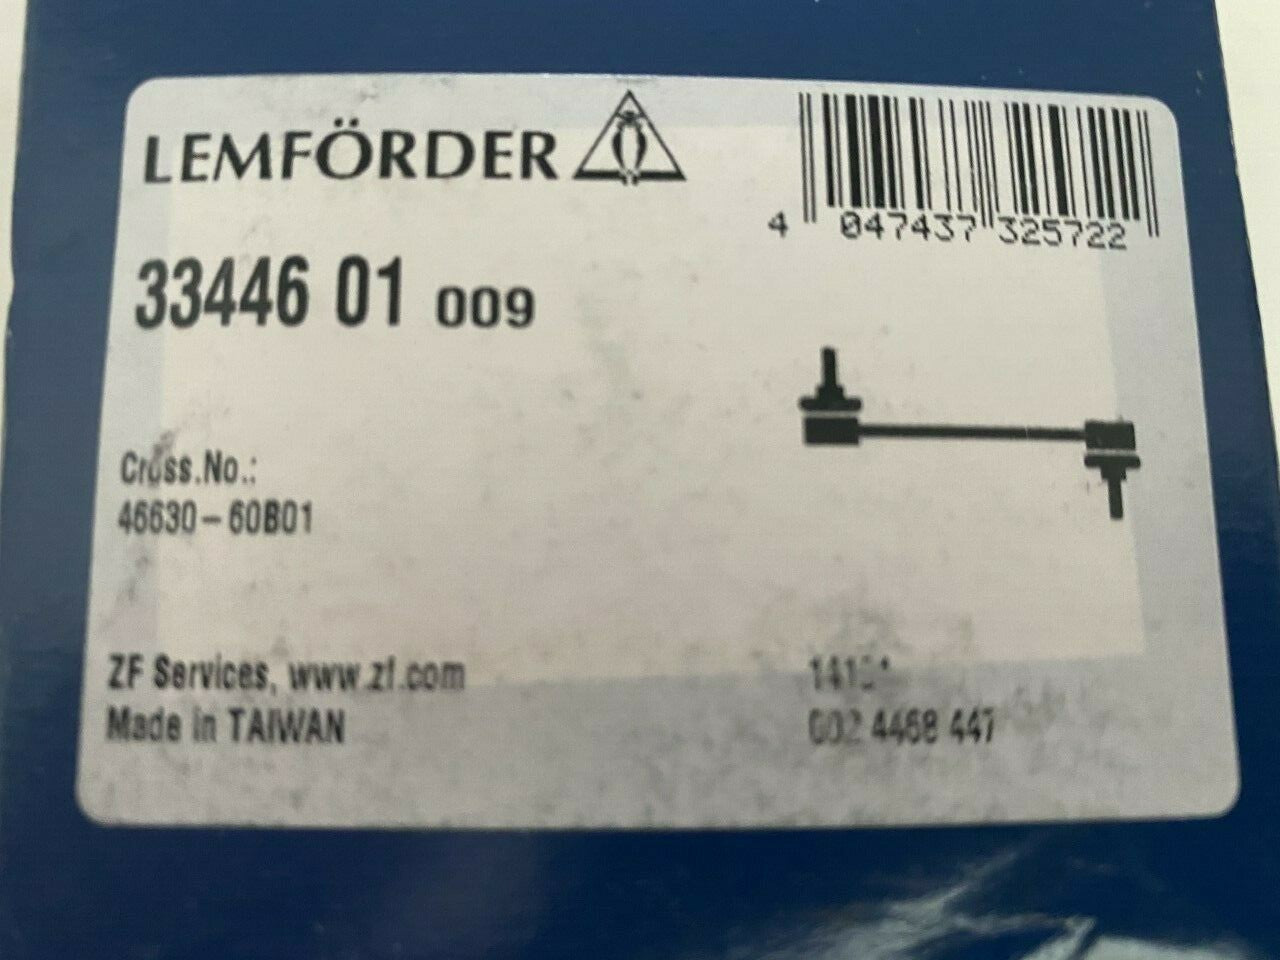 LEMFÖRDER
4 047437 325722
33446 01 009
Cross.No.:
46630-60B01
ZF Services, www.zf.com
Made in TAIWAN
4468 447